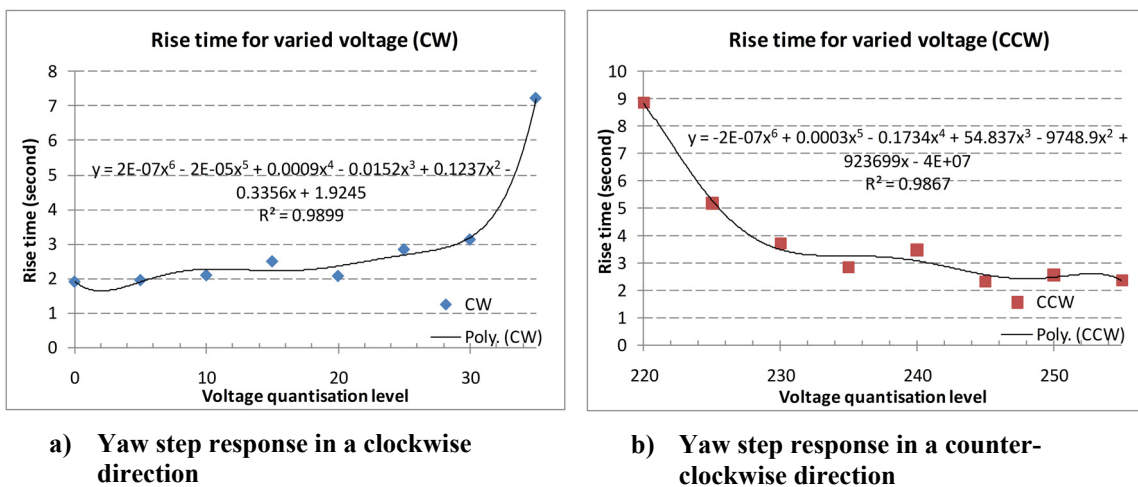 Rise time for varied voltage (CW)
8
7
6
5
4
3
2
1
0
Rise time (second)
y = 2E-07x⁶ - 2E-05x⁵ + 0.0009x⁴ - 0.0152x³ + 0.1237x² -
0.3356x + 1.9245
R² = 0.9899
CW
Poly. (CW)
0 10 20 30
Voltage quantisation level
a) Yaw step response in a clockwise
direction
Rise time for varied voltage (CCW)
10
9
8
7
6
5
4
3
2
1
0
Rise time (second)
y = -2E-07x⁶ + 0.0003x⁵ - 0.1734x⁴ + 54.837x³ - 9748.9x² +
923699x - 4E+07
R² = 0.9867
CCW
Poly. (CCW)
220 230 240 250
Voltage quantisation level
b) Yaw step response in a counter-
clockwise direction